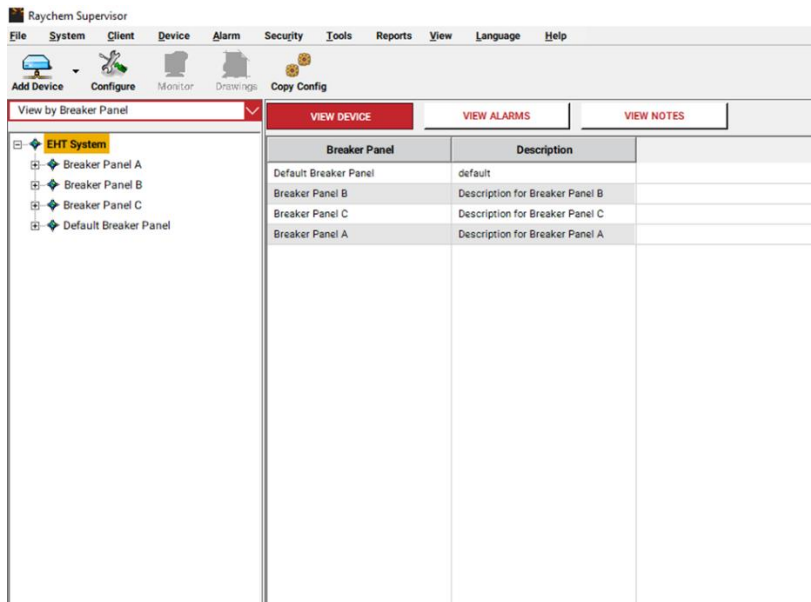 Raychem Supervisor
File System Client Device Alarm Security Tools Reports View Language Help
Add Device Configure Monitor Drawings Copy Config
View by Breaker Panel
VIEW DEVICE VIEW ALARMS VIEW NOTES
EHT System
Breaker Panel A
Breaker Panel B
Breaker Panel C
Default Breaker Panel
Breaker Panel Description
Default Breaker Panel default
Breaker Panel B Description for Breaker Panel B
Breaker Panel C Description for Breaker Panel C
Breaker Panel A Description for Breaker Panel A